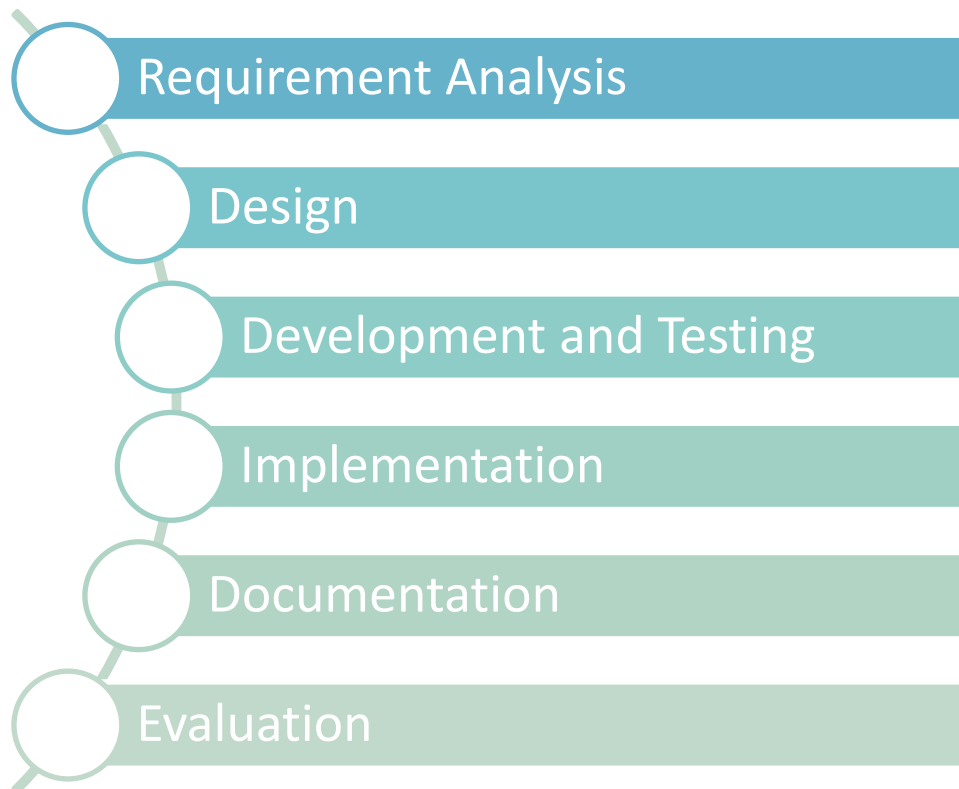 Requirement Analysis
Design
Development and Testing
Implementation
Documentation
Evaluation